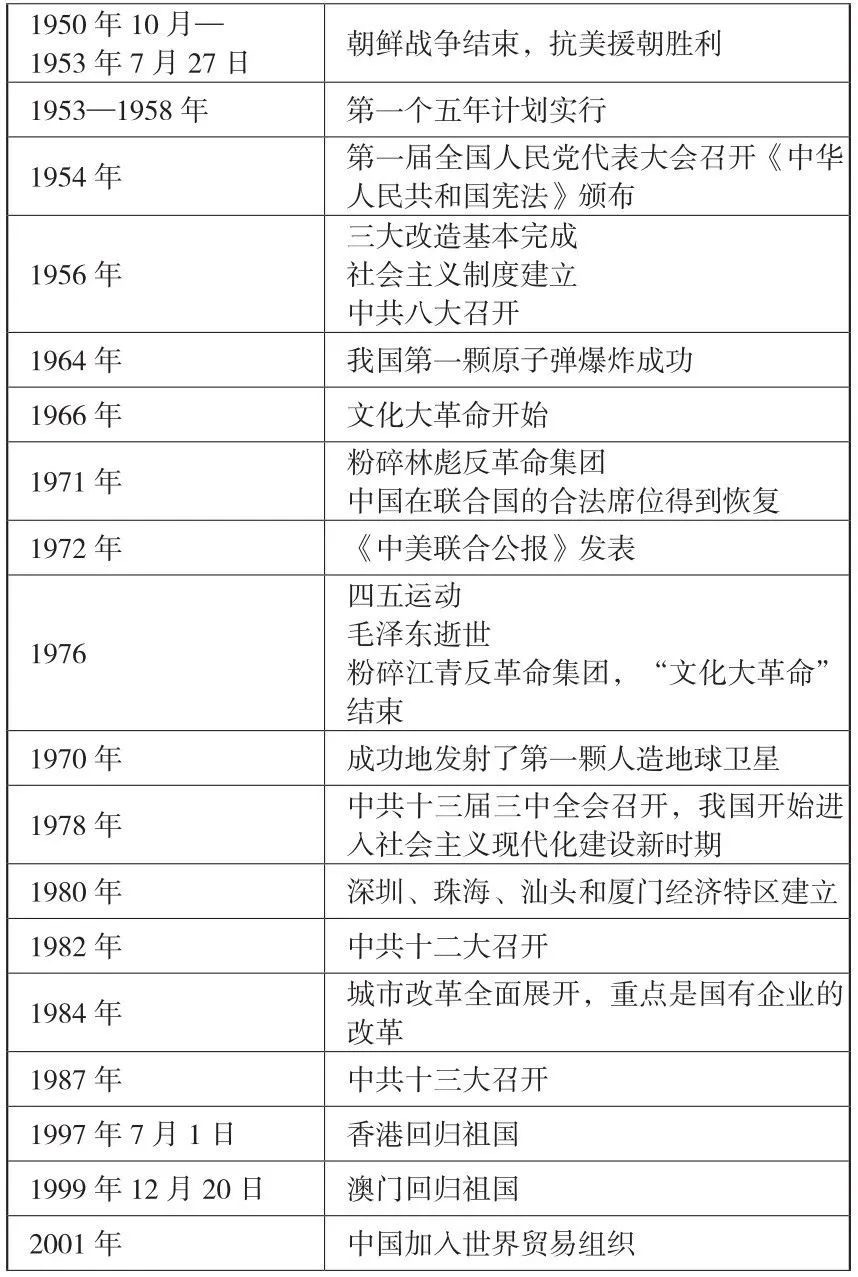 1950 年 10 月—
1953 年 7 月 27 日
朝鲜战争结束，抗美援朝胜利
1953—1958 年
第一个五年计划实行
1954 年
第一届全国人民党代表大会召开《中华
人民共和国宪法》颁布
1956 年
三大改造基本完成
社会主义制度建立
中共八大召开
1964 年
我国第一颗原子弹爆炸成功
1966 年
文化大革命开始
1971 年
粉碎林彪反革命集团
中国在联合国的合法席位得到恢复
1972 年
《中美联合公报》发表
1976
四五运动
毛泽东逝世
粉碎江青反革命集团，“文化大革命”
结束
1970 年
成功地发射了第一颗人造地球卫星
1978 年
中共十三届三中全会召开，我国开始进
入社会主义现代化建设新时期
1980 年
深圳、珠海、汕头和厦门经济特区建立
1982 年
中共十二大召开
1984 年
城市改革全面展开，重点是国有企业的
改革
1987 年
中共十三大召开
1997 年 7 月 1 日
香港回归祖国
1999 年 12 月 20 日
澳门回归祖国
2001 年
中国加入世界贸易组织